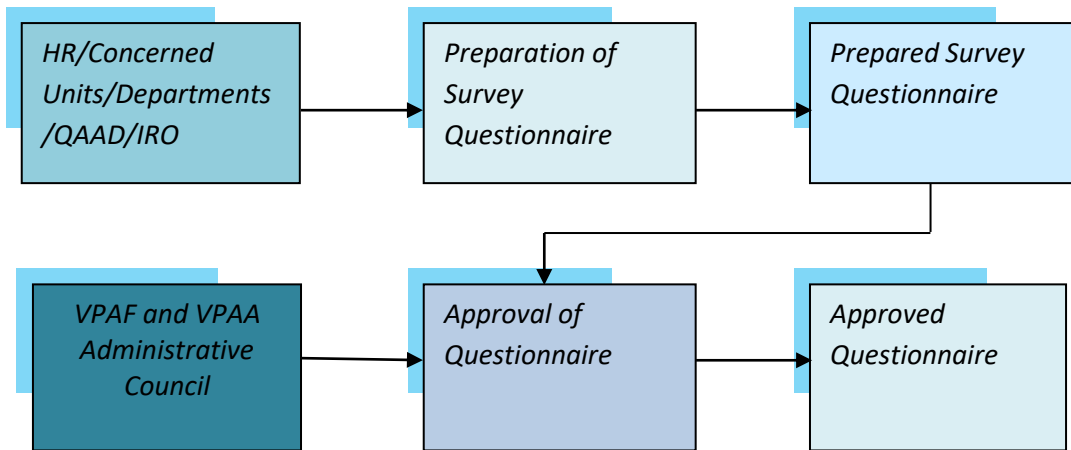 HR/Concerned
Units/Departments
/QAAD/IRO
Preparation of
Survey
Questionnaire
Prepared Survey
Questionnaire
VPAF and VPAA
Administrative
Council
Approval of
Questionnaire
Approved
Questionnaire